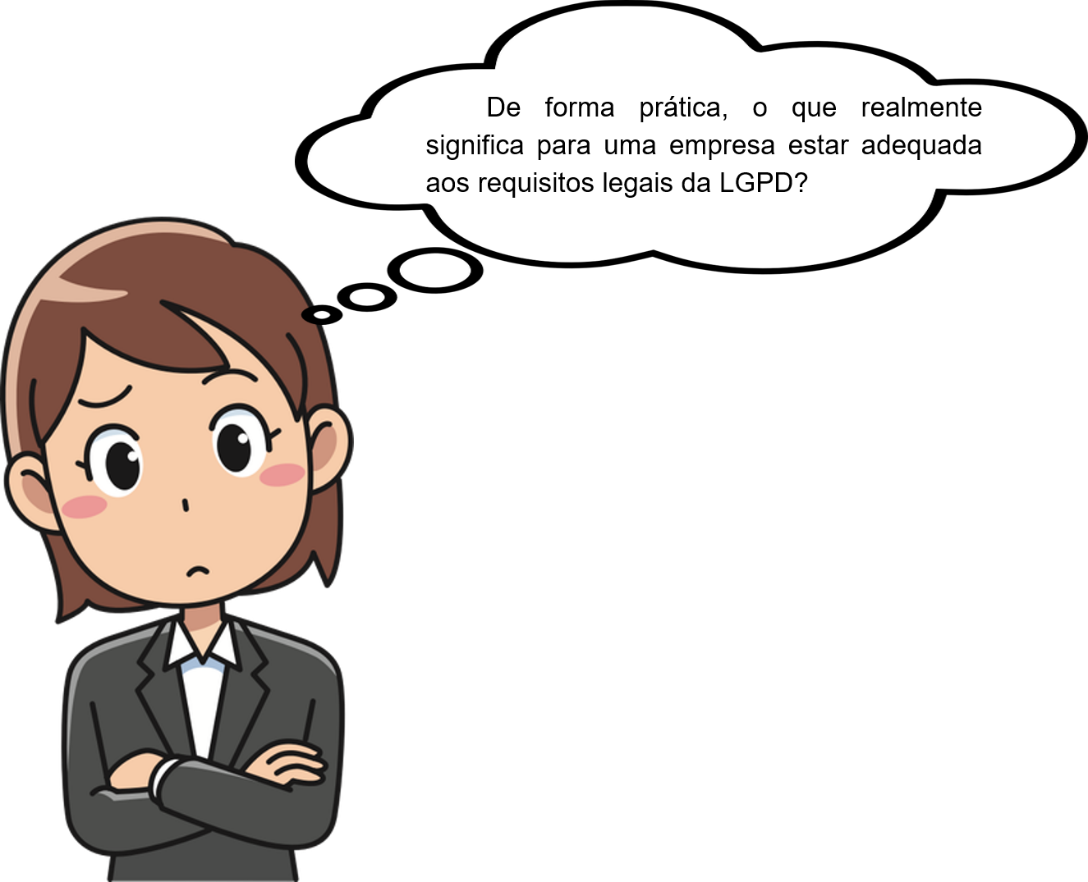 De forma prática, o que realmente
significa para uma empresa estar adequada
aos requisitos legais da LGPD?